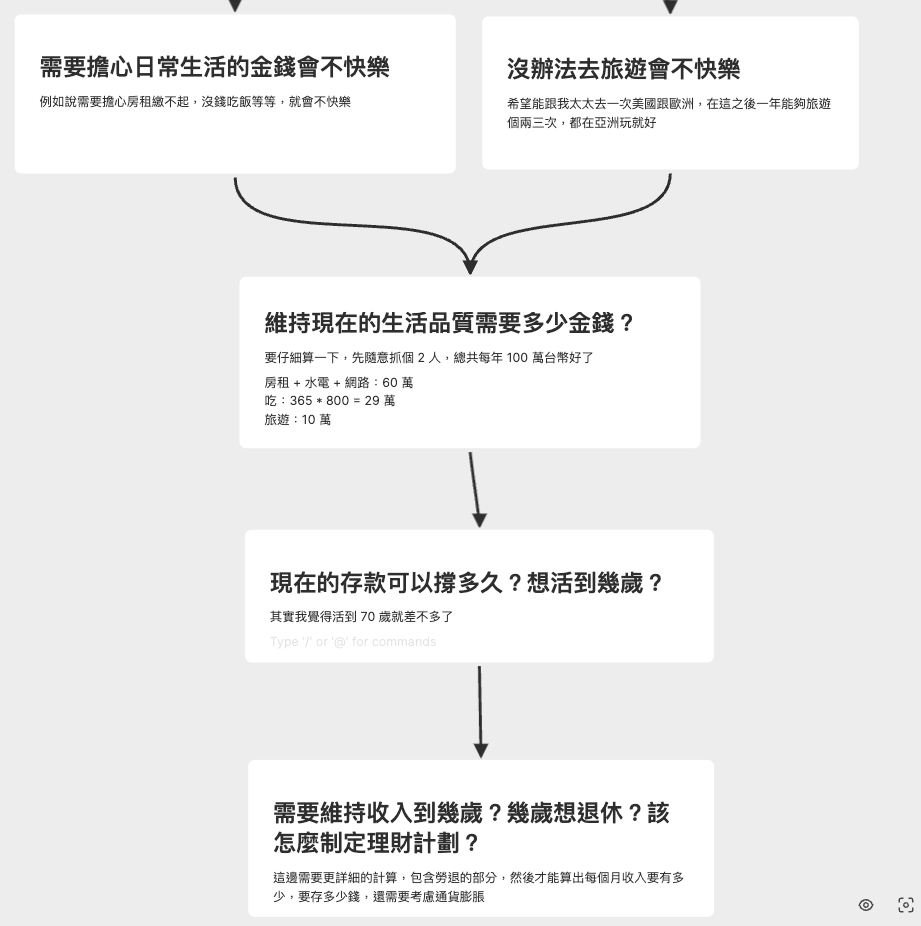 需要擔心日常生活的金錢會不快樂
例如說需要擔心房租繳不起，沒錢吃飯等等，就會不快樂
沒辦法去旅遊會不快樂
希望能跟我太太去一次美國跟歐洲，在這之後一年能夠旅遊
個兩三次，都在亞洲玩就好
維持現在的生活品質需要多少金錢？
要仔細算一下，先隨意抓個 2 人，總共每年 100 萬台幣好了
房租 + 水電 + 網路：60 萬
吃：365 * 800 = 29 萬
旅遊：10 萬
現在的存款可以撐多久？想活到幾歲？
其實我覺得活到 70 歲就差不多了
Type '/' or '@' for commands
需要維持收入到幾歲？幾歲想退休？該
怎麼制定理財計劃？
這邊需要更詳細的計算，包含勞退的部分，然後才能算出每個月收入要有多
少，要存多少錢，還需要考慮通貨膨脹